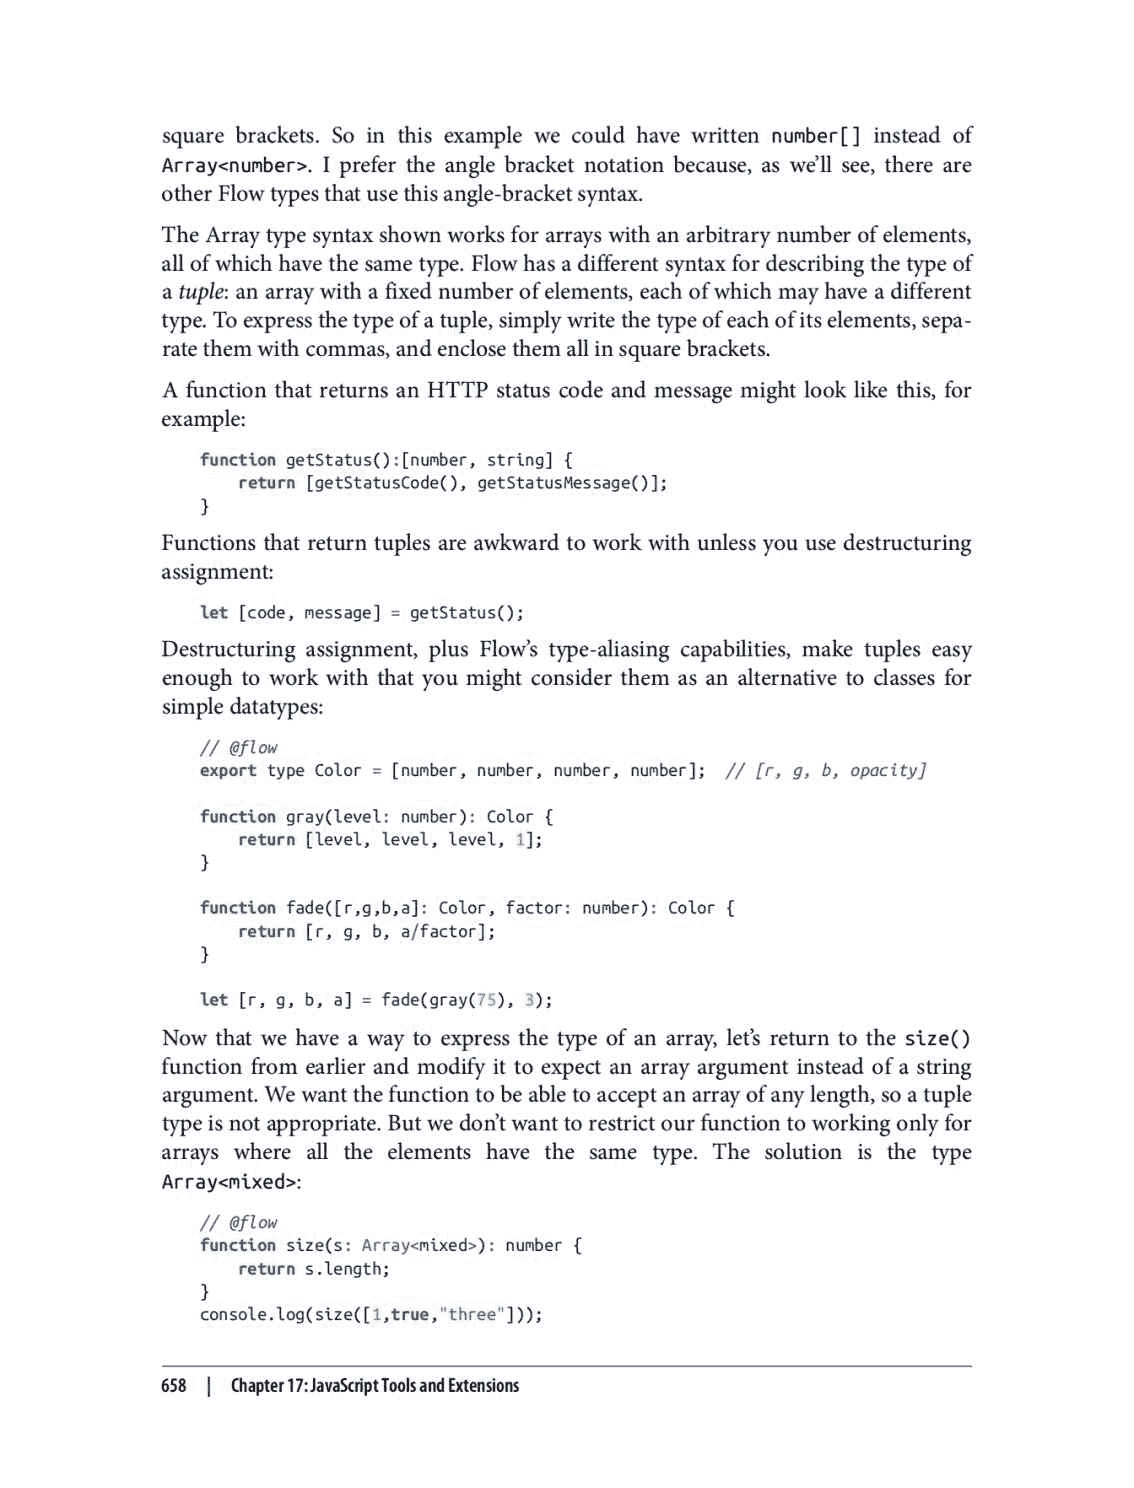 square brackets. So in this example we could have written number[] instead of
Array<number>. I prefer the angle bracket notation because, as we’ll see, there are
other Flow types that use this angle-bracket syntax.
The Array type syntax shown works for arrays with an arbitrary number of elements,
all of which have the same type. Flow has a different syntax for describing the type of
a tuple: an array with a fixed number of elements, each of which may have a different
type. To express the type of a tuple, simply write the type of each of its elements, sepa-
rate them with commas, and enclose them all in square brackets.
A function that returns an HTTP status code and message might look like this, for
example:
function getStatus():[number, string] {
    return [getStatusCode(), getStatusMessage()];
}
Functions that return tuples are awkward to work with unless you use destructuring
assignment:
let [code, message] = getStatus();
Destructuring assignment, plus Flow’s type-aliasing capabilities, make tuples easy
enough to work with that you might consider them as an alternative to classes for
simple datatypes:
// @flow
export type Color = [number, number, number, number];  // [r, g, b, opacity]
function gray(level: number): Color {
    return [level, level, level, 1];
}
function fade([r,g,b,a]: Color, factor: number): Color {
    return [r, g, b, a/factor];
}
let [r, g, b, a] = fade(gray(75), 3);
Now that we have a way to express the type of an array, let’s return to the size()
function from earlier and modify it to expect an array argument instead of a string
argument. We want the function to be able to accept an array of any length, so a tuple
type is not appropriate. But we don’t want to restrict our function to working only for
arrays where all the elements have the same type. The solution is the type
Array<mixed>:
// @flow
function size(s: Array<mixed>): number {
    return s.length;
}
console.log(size([1,true,"three"]));
658 | Chapter 17: JavaScript Tools and Extensions